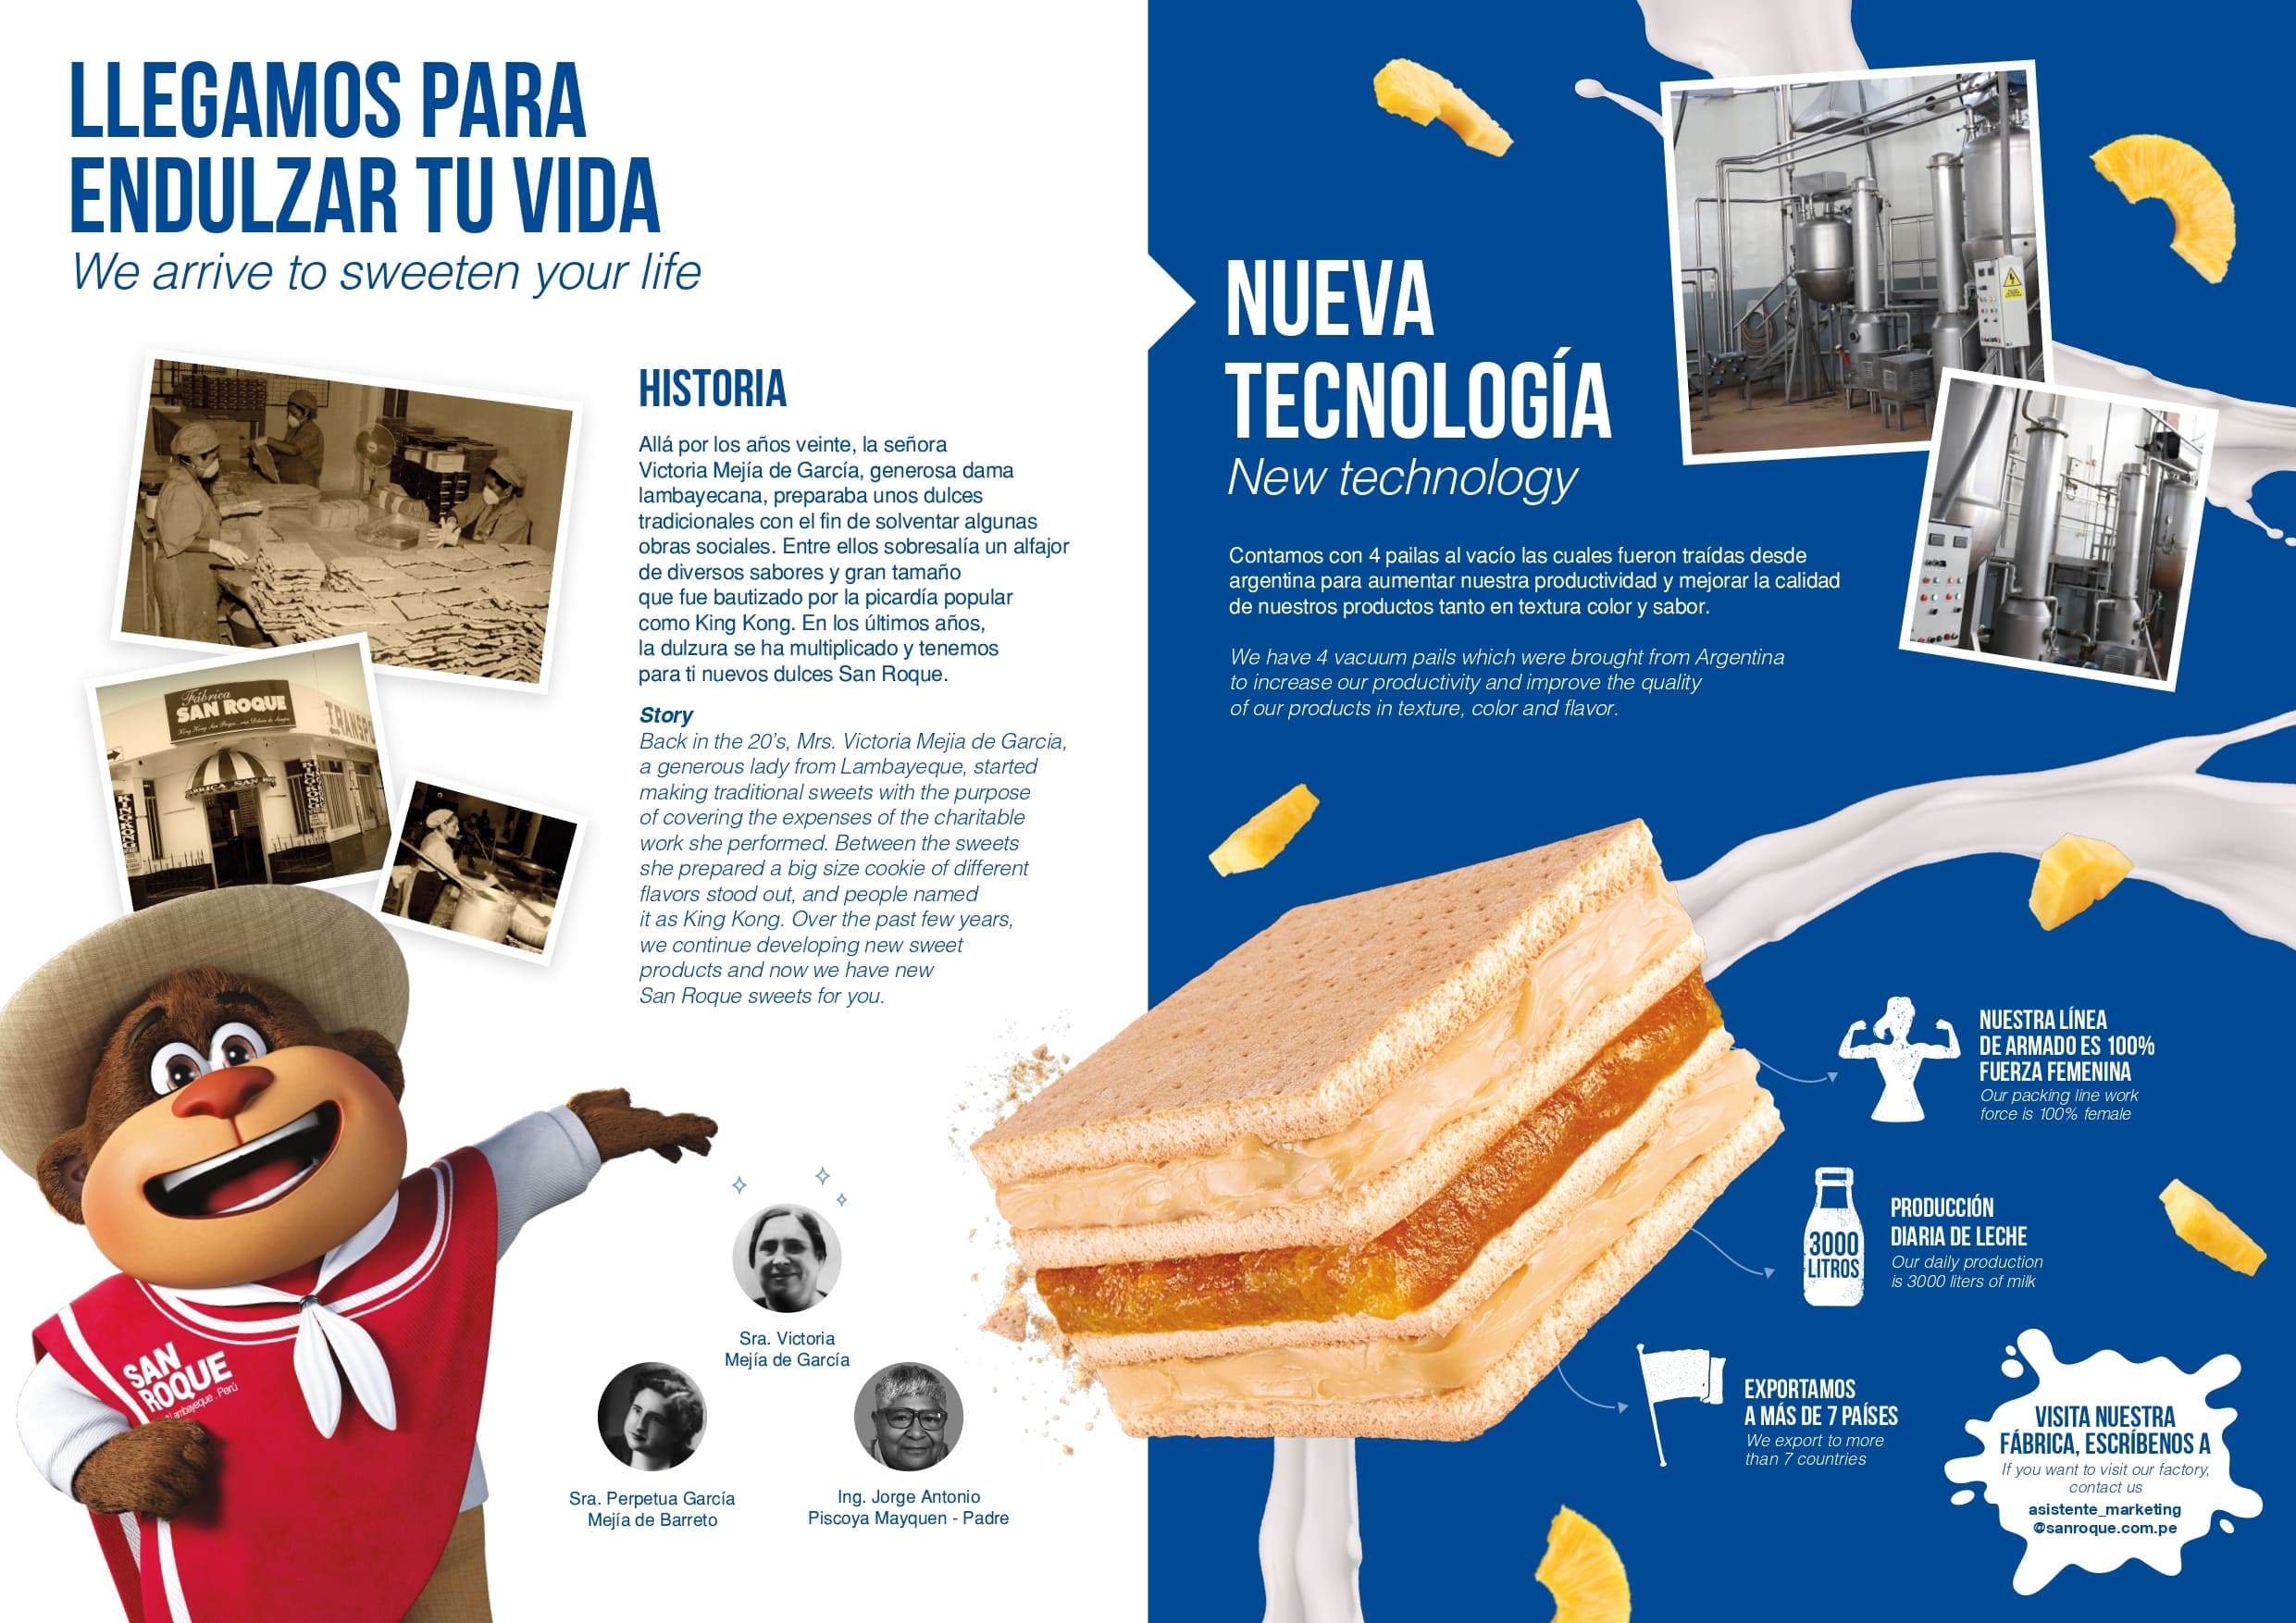 LLEGAMOS PARA
ENDULZAR TU VIDA
We arrive to sweeten your life
HISTORIA
Allá por los años veinte, la señora
Victoria Mejía de García, generosa dama
lambayecana, preparaba unos dulces
tradicionales con el fin de solventar algunas
obras sociales. Entre ellos sobresalía un alfajor
de diversos sabores y gran tamaño
que fue bautizado por la picardía popular
como King Kong. En los últimos años,
la dulzura se ha multiplicado y tenemos
para ti nuevos dulces San Roque.
Story
Back in the 20's, Mrs. Victoria Mejia de Garcia,
a generous lady from Lambayeque, started
making traditional sweets with the purpose
of covering the expenses of the charitable
work she performed. Between the sweets
she prepared a big size cookie of different
flavors stood out, and people named
it as King Kong. Over the past few years,
we continue developing new sweet
products and now we have new
San Roque sweets for you.
Fábrica
SAN ROQUE
TRANSPO
SAN
ROQUE
Lambayeque . Perú
Sra. Victoria
Mejía de García
Sra. Perpetua García
Mejía de Barreto
Ing. Jorge Antonio
Piscoya Mayquen - Padre
NUEVA
TECNOLOGÍA
New technology
Contamos con 4 pailas al vacío las cuales fueron traídas desde
argentina para aumentar nuestra productividad y mejorar la calidad
de nuestros productos tanto en textura color y sabor.
We have 4 vacuum pails which were brought from Argentina
to increase our productivity and improve the quality
of our products in texture, color and flavor.
NUESTRA LÍNEA
DE ARMADO ES 100%
FUERZA FEMENINA
Our packing line work
force is 100% female
3000
LITROS
PRODUCCIÓN
DIARIA DE LECHE
Our daily production
is 3000 liters of milk
EXPORTAMOS
A MÁS DE 7 PAÍSES
We export to more
than 7 countries
VISITA NUESTRA
FÁBRICA, ESCRÍBENOS A
If you want to visit our factory,
contact us
asistente_marketing
@sanroque.com.pe